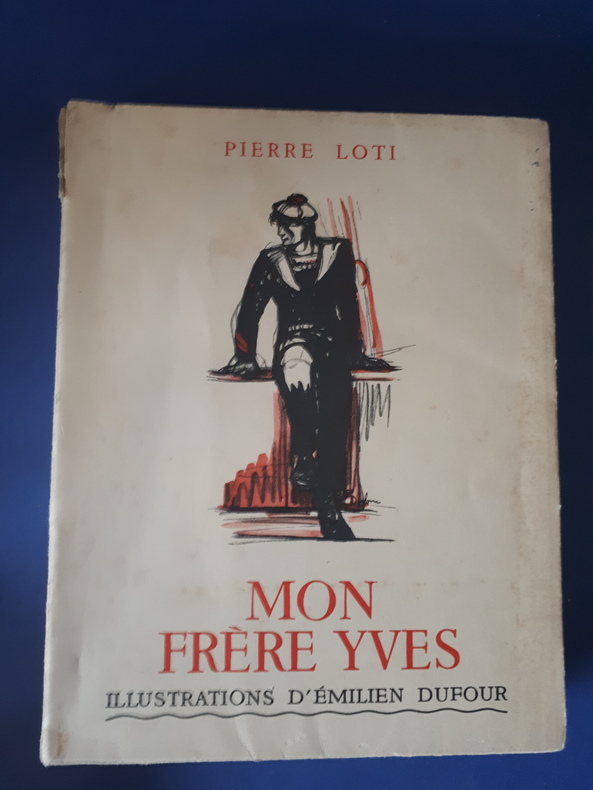 PIERRE LOTI
MON
FRÈRE YVES
ILLUSTRATIONS D'ÉMILIEN DUFOUR